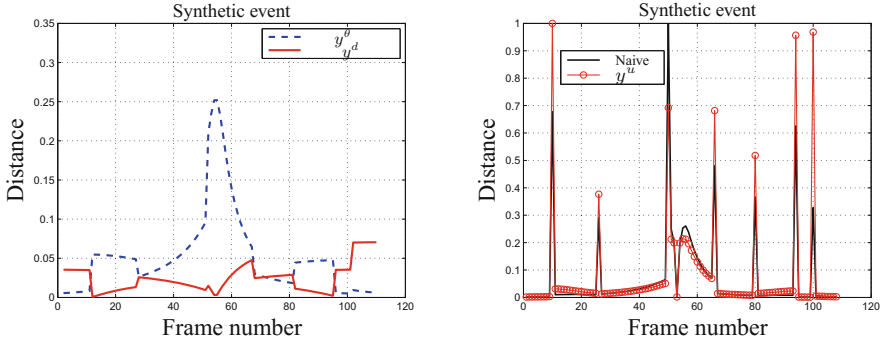 Synthetic event
0.35
0.3
0.25
0.2
0.15
0.1
0.05
0
0 20 40 60 80 100 120
Distance
Frame number
y^θ
y^d
Synthetic event
1
0.9
0.8
0.7
0.6
0.5
0.4
0.3
0.2
0.1
0
0 20 40 60 80 100 120
Distance
Frame number
Naive
y^u